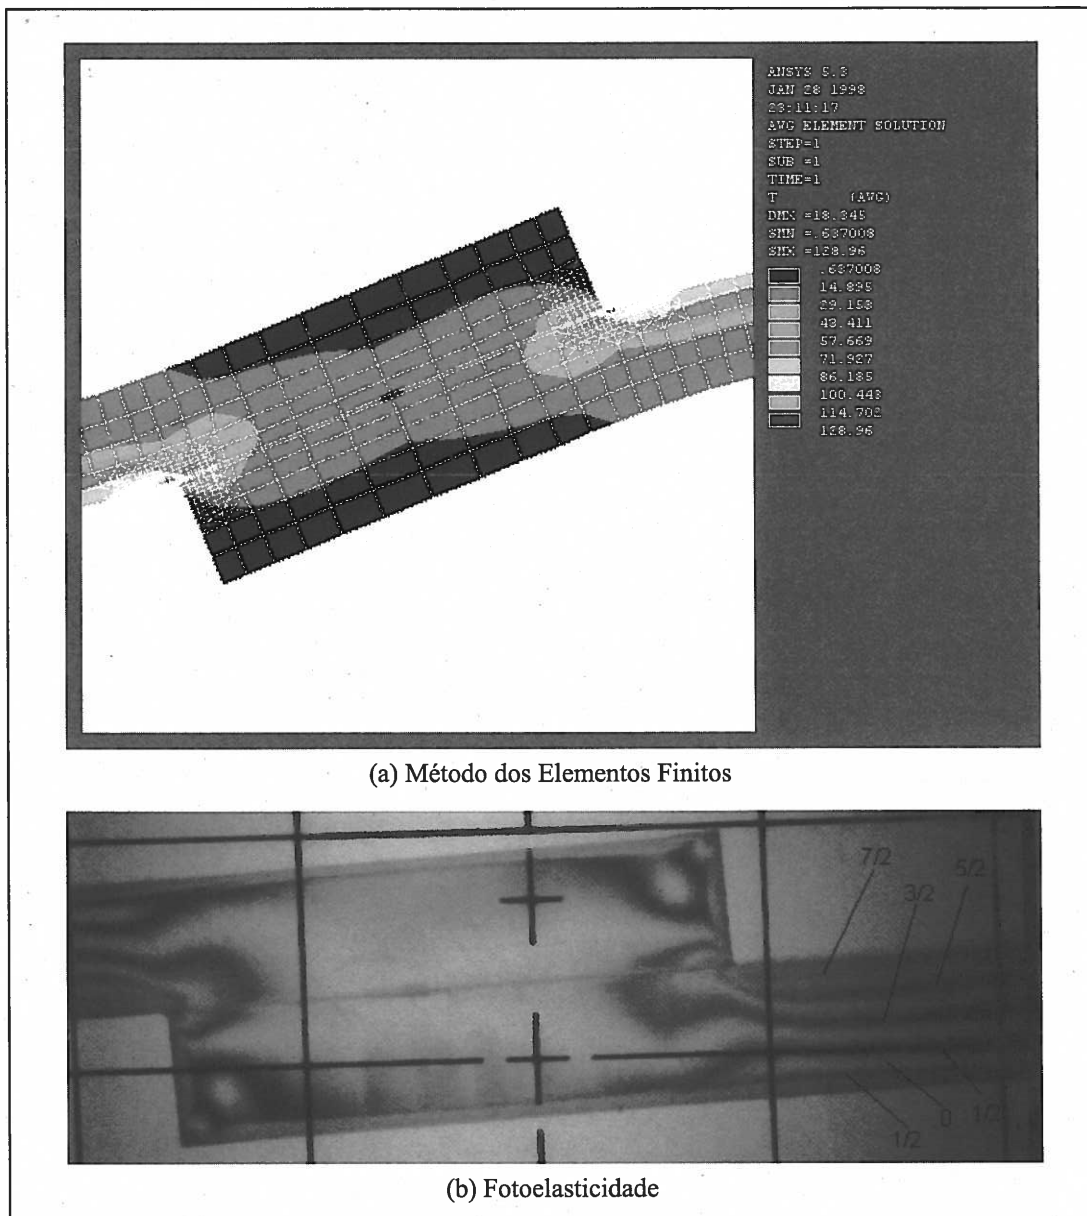 ANSYS 5.3
JAN 28 1998
23:11:17
AVG ELEMENT SOLUTION
STEP=1
SUB =1
TIME=1
T (AVG)
DMX =18.345
SMN =.637008
SMX =128.96
.637008
14.895
29.153
43.411
57.669
71.927
86.185
100.443
114.702
128.96
(a) Método dos Elementos Finitos
7/2
5/2
3/2
1/2
0
1/2
(b) Fotoelasticidade